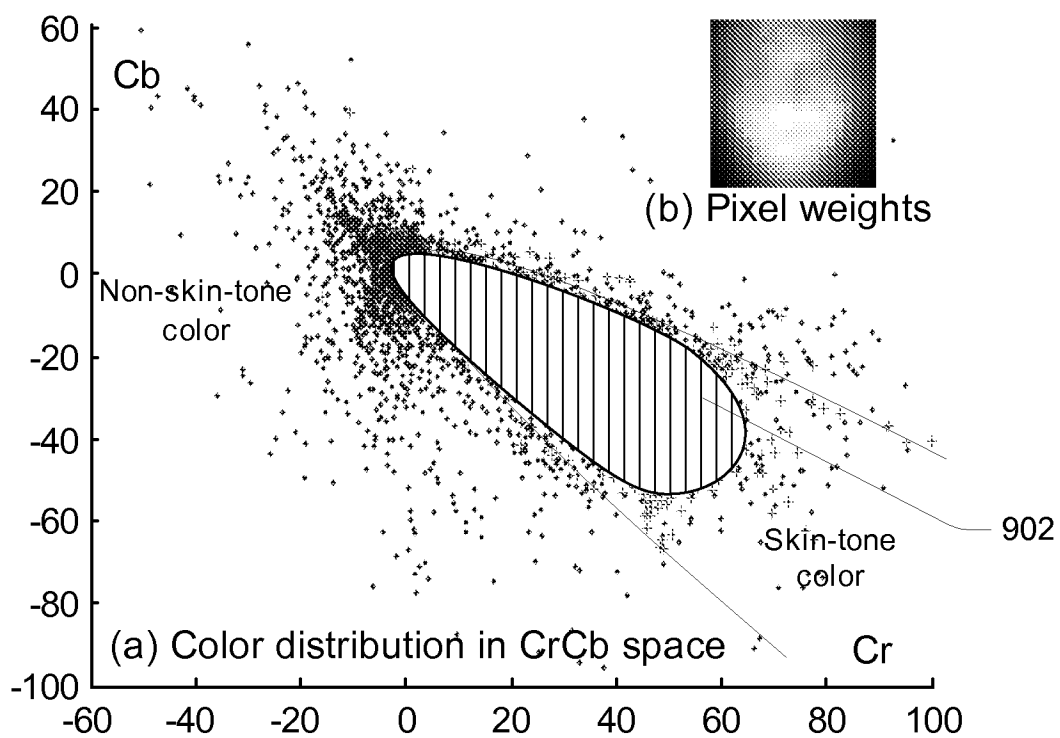 60
Cb
40
20
(b) Pixel weights
0
Non-skin-tone
color
-20
-40
902
-60
Skin-tone
color
-80
(a) Color distribution in CrCb space
Cr
-100
-60 -40 -20 0 20 40 60 80 100